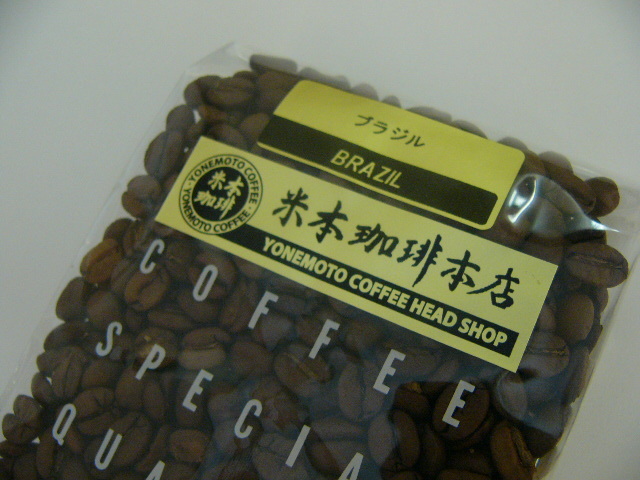 ブラジル
BRAZIL
YONEMOTO COFFEE
米本
珈琲
YONEMOTO COFFEE
米本珈琲本店
YONEMOTO COFFEE HEAD SHOP
COFFEE
SPECIA
QUA